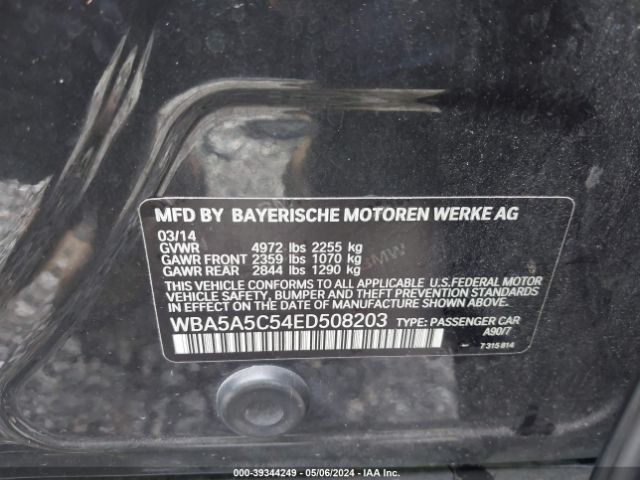 MFD BY BAYERISCHE MOTOREN WERKE AG
03/14
GVWR 4972 lbs 2255 kg
GAWR FRONT 2359 lbs 1070 kg
GAWR REAR 2844 lbs 1290 kg
THIS VEHICLE CONFORMS TO ALL APPLICABLE U.S.FEDERAL MOTOR
VEHICLE SAFETY, BUMPER AND THEFT PREVENTION STANDARDS
IN EFFECT ON THE DATE OF MANUFACTURE SHOWN ABOVE.
WBA5A5C54ED508203 TYPE: PASSENGER CAR
A90/7
- 7 315 814
000-39344249 - 05/06/2024 - IAA Inc.